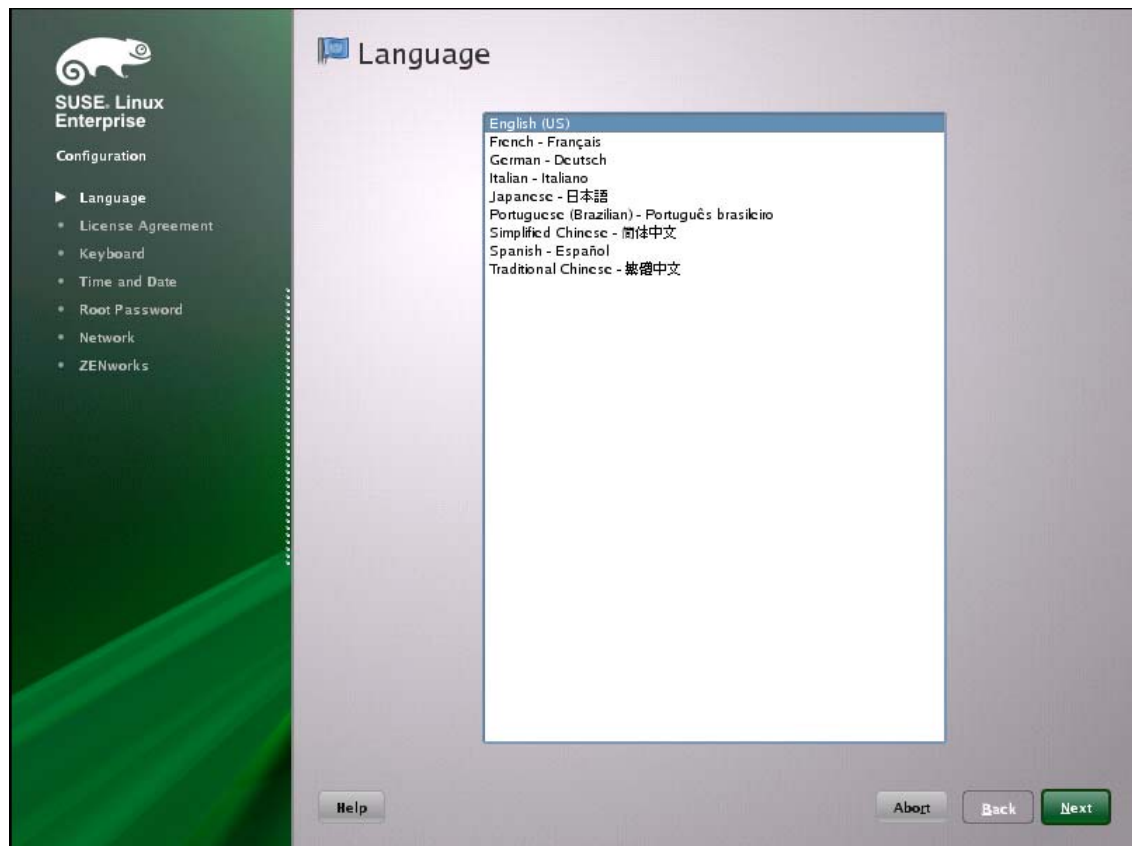 SUSE. Linux
Enterprise
Configuration
Language
License Agreement
Keyboard
Time and Date
Root Password
Network
ZENworks
Language
English (US)
French - Français
German - Deutsch
Italian - Italiano
Japanese - 日本語
Portuguese (Brazilian) - Português brasileiro
Simplified Chinese - 简体中文
Spanish - Español
Traditional Chinese - 繁體中文
Help
Abort
Back
Next